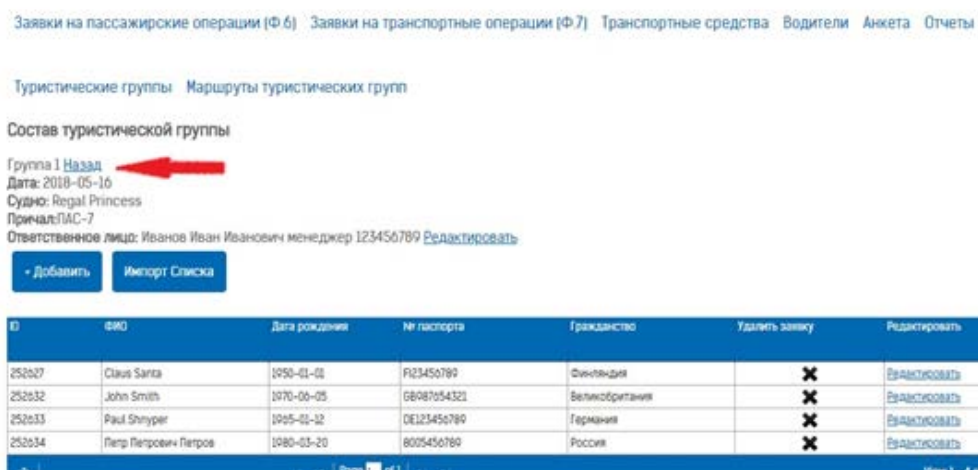 Заявки на пассажирские операции (Ф.6) Заявки на транспортные операции (Ф.7) Транспортные средства Водители Анкета Отчеты
Туристические группы Маршруты туристических групп
Состав туристической группы
Группа 1 Назад
Дата: 2018-05-16
Судно: Regal Princess
Причал:ПАС-7
Ответственное лицо: Иванов Иван Иванович менеджер 123456789 Редактировать
+ Добавить Импорт Списка
ID ФИО Дата рождения № паспорта Гражданство Удалить заявку Редактировать
252627 Claus Santa 1950-01-01 FI23456789 Финляндия Редактировать
252632 John Smith 1970-06-05 GB987654321 Великобритания Редактировать
252633 Paul Shnyper 1965-01-12 DE123456789 Германия Редактировать
252634 Петр Петрович Петров 1980-03-20 8005456789 Россия Редактировать
Page of 1